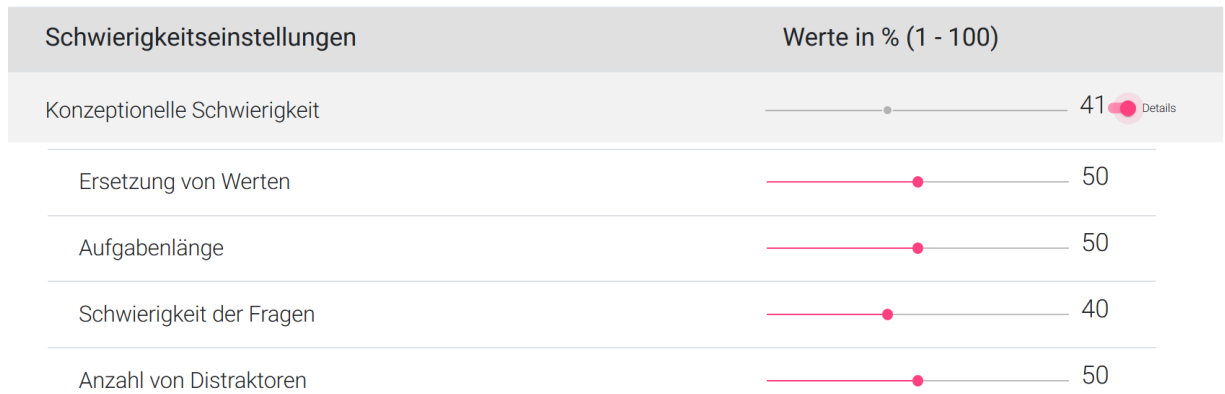 Schwierigkeitseinstellungen Werte in % (1 - 100)
Konzeptionelle Schwierigkeit 41 Details
Ersetzung von Werten 50
Aufgabenlänge 50
Schwierigkeit der Fragen 40
Anzahl von Distraktoren 50